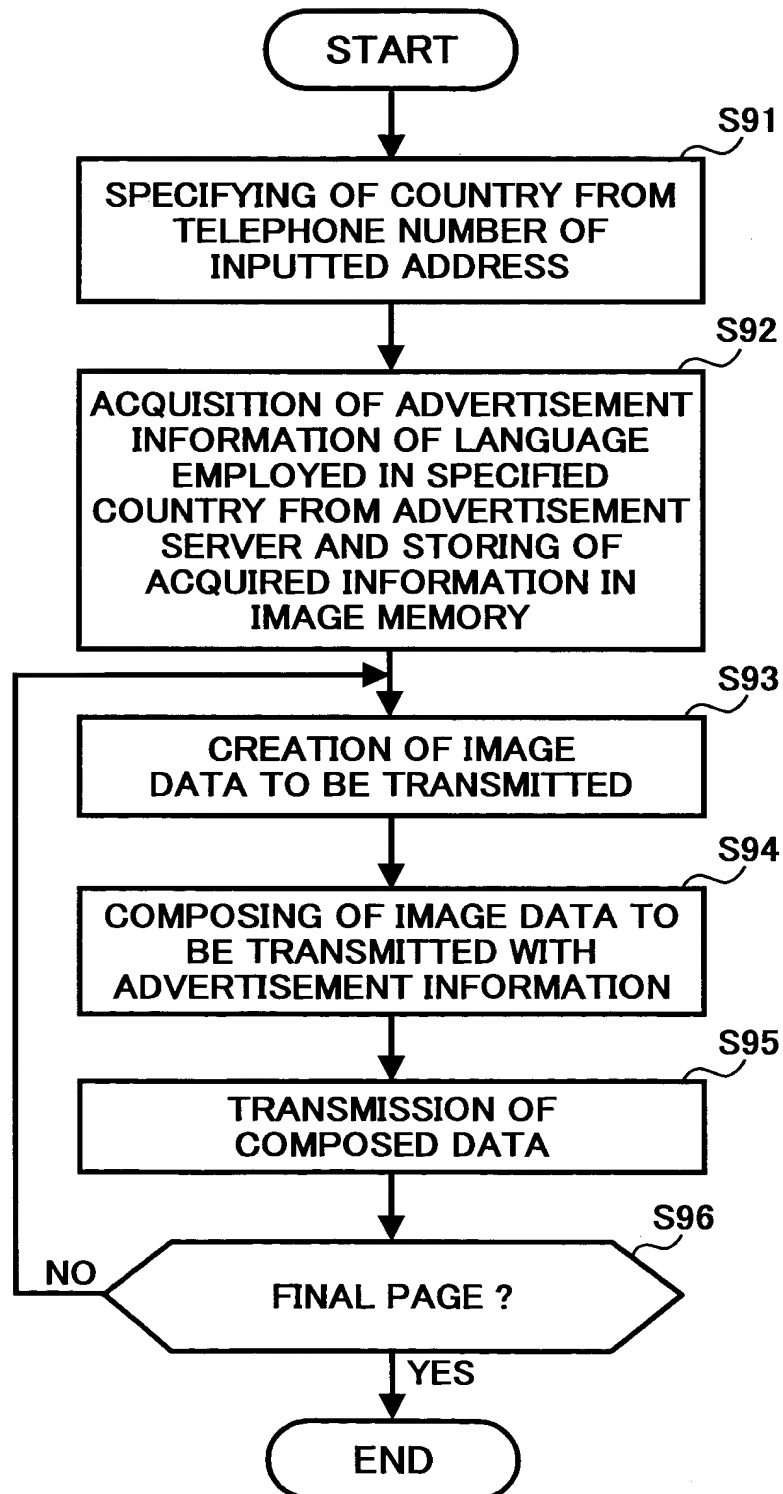 START
S91
SPECIFYING OF COUNTRY FROM
TELEPHONE NUMBER OF
INPUTTED ADDRESS
S92
ACQUISITION OF ADVERTISEMENT
INFORMATION OF LANGUAGE
EMPLOYED IN SPECIFIED
COUNTRY FROM ADVERTISEMENT
SERVER AND STORING OF
ACQUIRED INFORMATION IN
IMAGE MEMORY
S93
CREATION OF IMAGE
DATA TO BE TRANSMITTED
S94
COMPOSING OF IMAGE DATA TO
BE TRANSMITTED WITH
ADVERTISEMENT INFORMATION
S95
TRANSMISSION OF
COMPOSED DATA
S96
NO
FINAL PAGE ?
YES
END